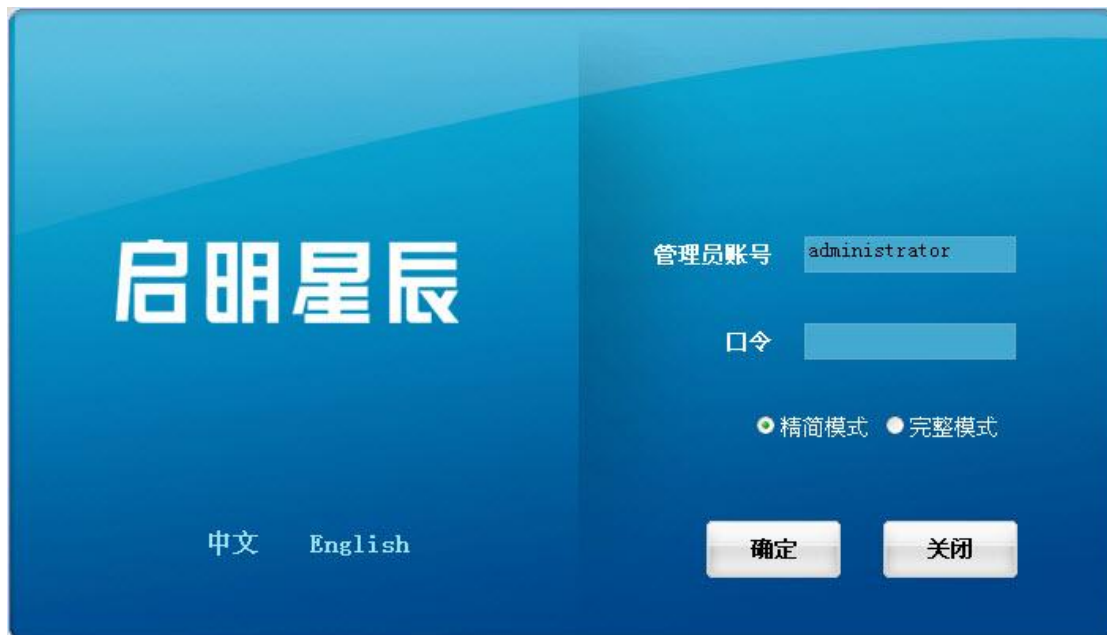 启明星辰
管理员账号 administrator
口令
精简模式 完整模式
中文 English
确定 关闭